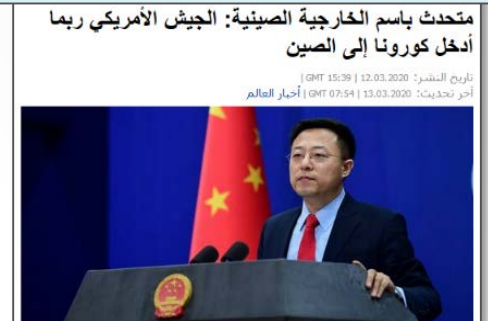 متحدث باسم الخارجية الصينية: الجيش الأمريكي ربما
أدخل كورونا إلى الصين
تاريخ النشر: 12.03.2020 | 15:39 GMT |
آخر تحديث: 13.03.2020 | 07:54 GMT | أخبار العالم